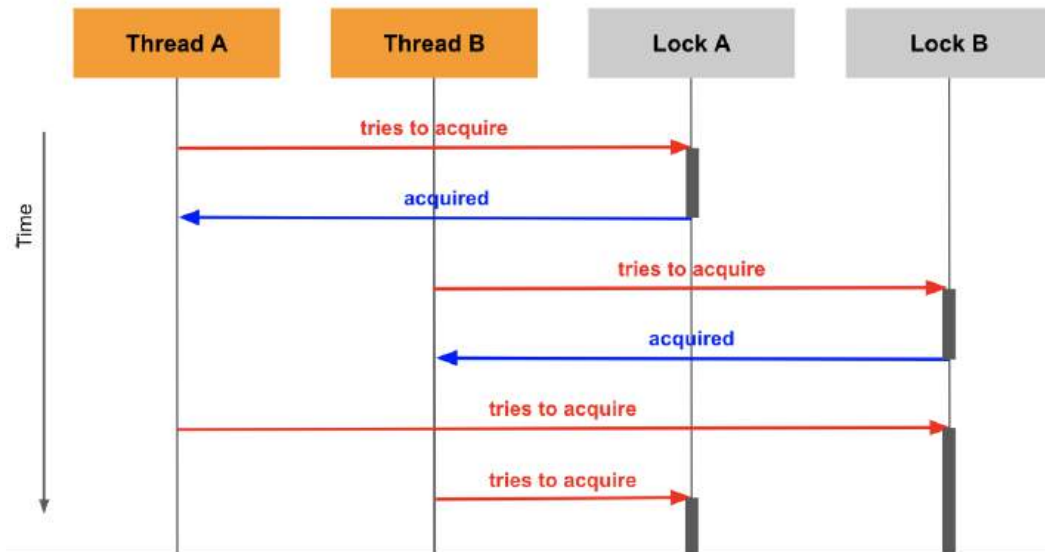 Thread A
Thread B
Lock A
Lock B
tries to acquire
acquired
tries to acquire
acquired
tries to acquire
tries to acquire
Time